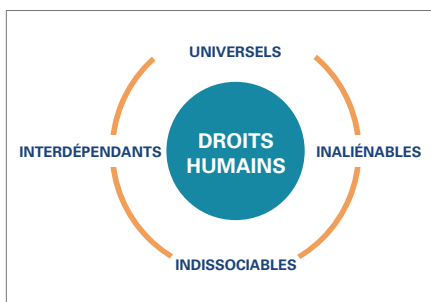 UNIVERSELS
INTERDÉPENDANTS
DROITS
HUMAINS
INALIÉNABLES
INDISSOCIABLES